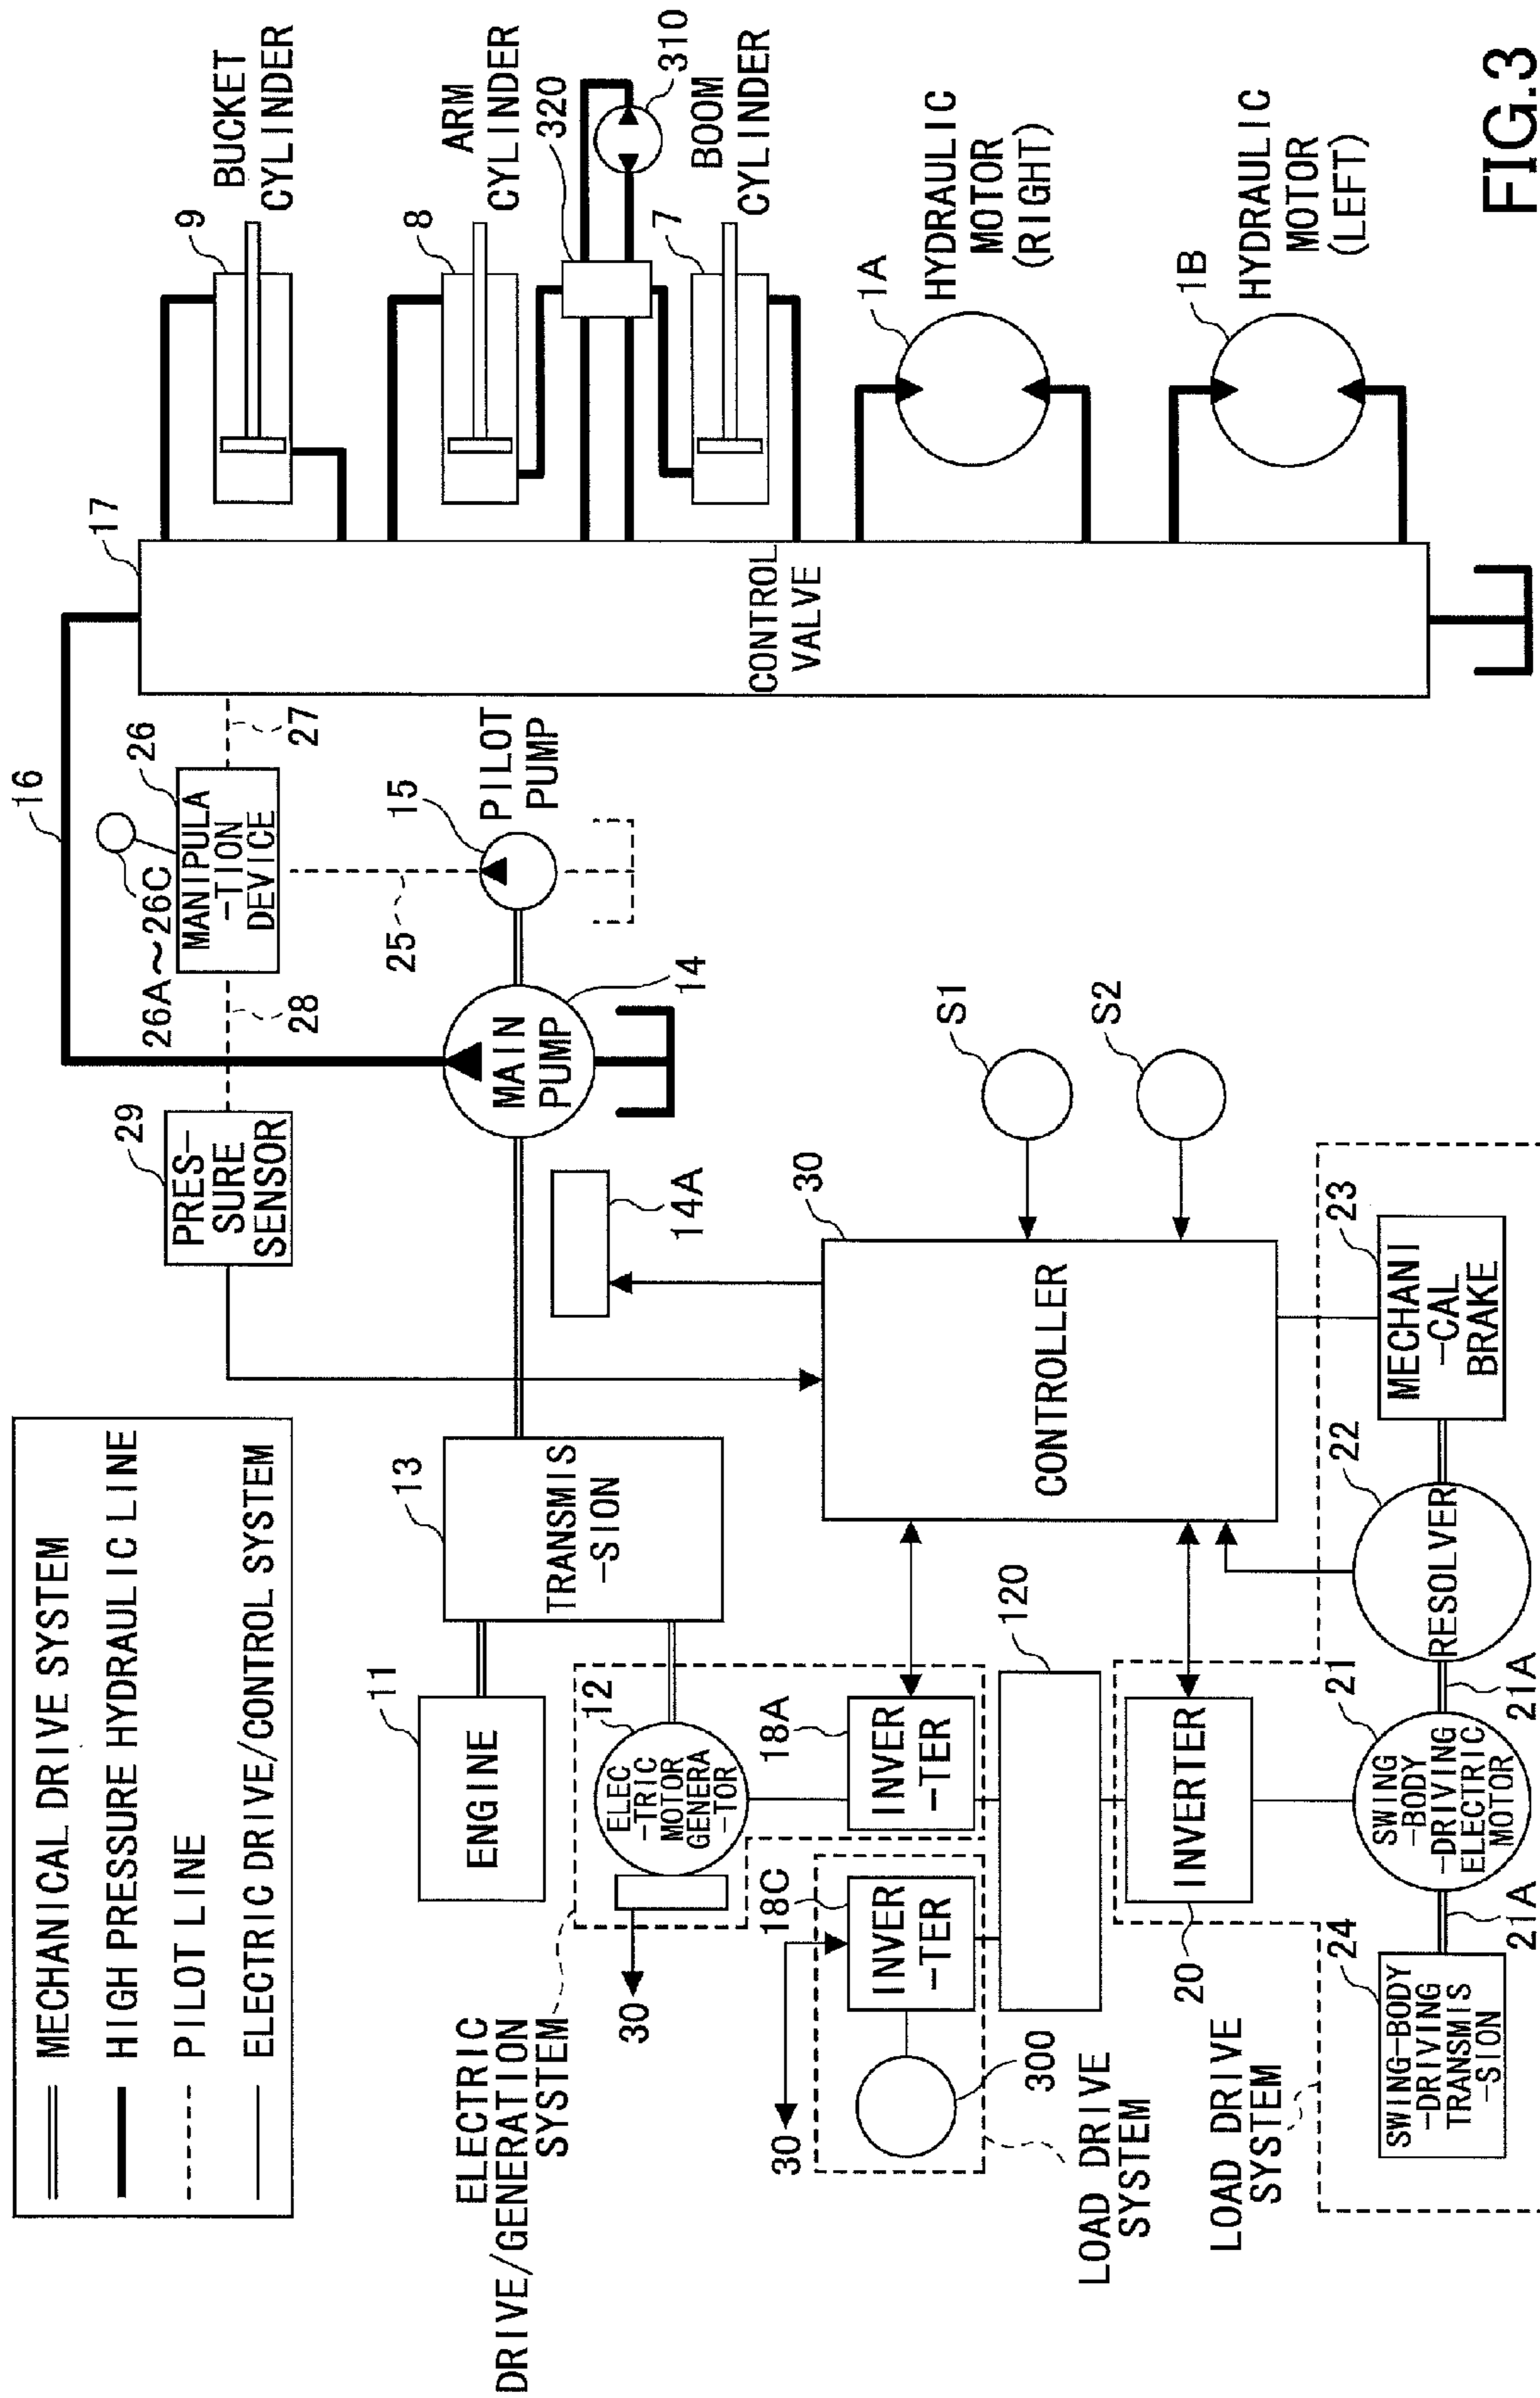 MECHANICAL DRIVE SYSTEM
HIGH PRESSURE HYDRAULIC LINE
PILOT LINE
ELECTRIC DRIVE/CONTROL SYSTEM
ELECTRIC
DRIVE/GENERATION
SYSTEM
30
11
ENGINE
12
ELEC
-TRIC
MOTOR
GENERA
-TOR
13
TRANSMIS
-SION
29
PRES-
SURE
SENSOR
28
26A～26C
26
MANIPULA
-TION
DEVICE
27
16
25
15
PILOT
PUMP
MAIN
PUMP
14
14A
17
CONTROL
VALVE
9
BUCKET
CYLINDER
8
ARM
CYLINDER
320
310
7
BOOM
CYLINDER
1A
HYDRAULIC
MOTOR
(RIGHT)
1B
HYDRAULIC
MOTOR
(LEFT)
30
300
LOAD DRIVE
SYSTEM
18C
INVER
-TER
18A
INVER
-TER
120
30
CONTROLLER
S1
S2
20
INVERTER
LOAD DRIVE
SYSTEM
24
SWING-BODY
-DRIVING
TRANSMIS
-SION
21A
21
SWING
-BODY
-DRIVING
ELECTRIC
MOTOR
21A
22
RESOLVER
23
MECHANI
-CAL
BRAKE
FIG.3